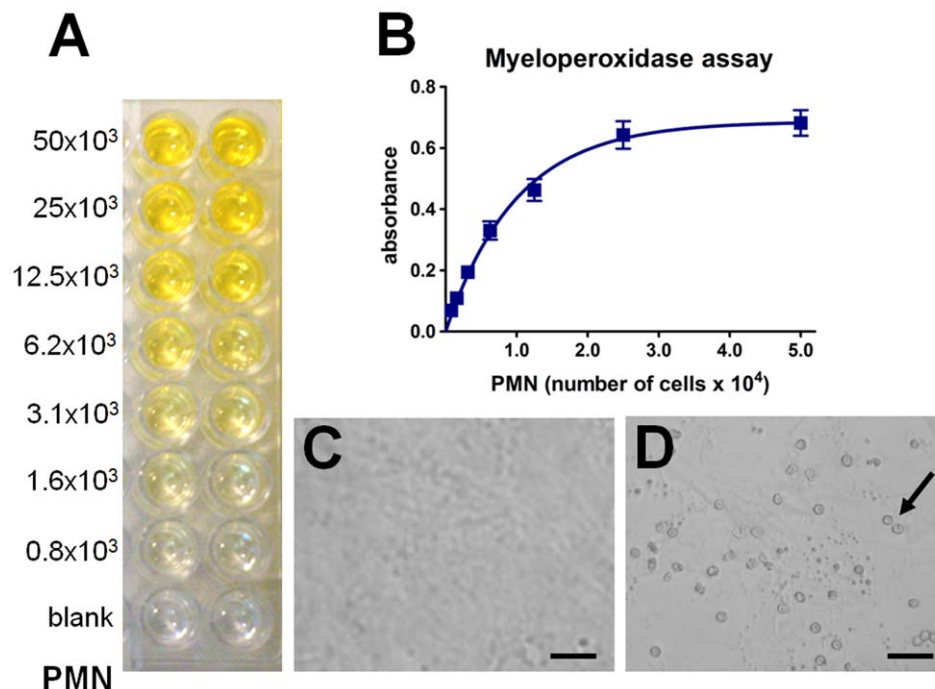 A
50x10³
25x10³
12.5x10³
6.2x10³
3.1x10³
1.6x10³
0.8x10³
blank
PMN
B
Myeloperoxidase assay
absorbance
0.8
0.6
0.4
0.2
0.0
1.0 2.0 3.0 4.0 5.0
PMN (number of cells x 10⁴)
C
D